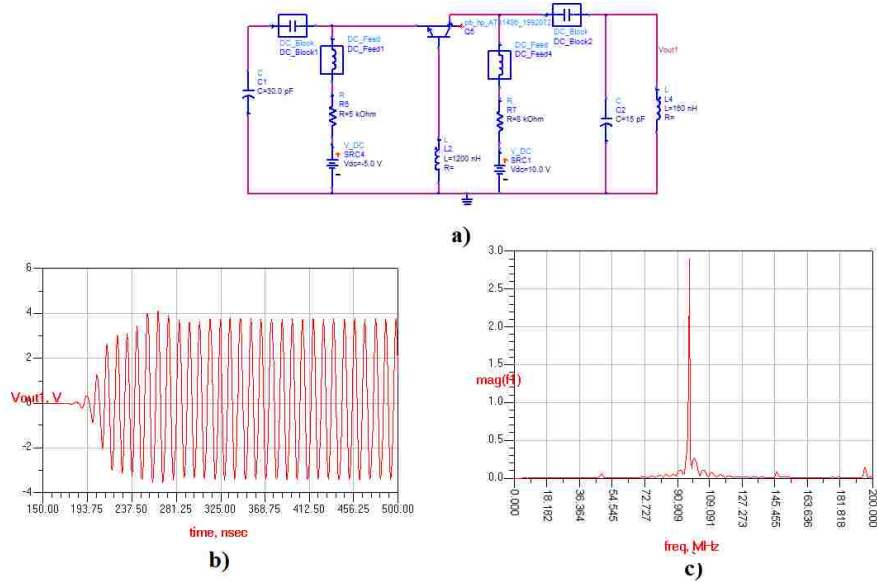 pb_hp_AT41435_1992072
Q5
DC_Block
DC_Block1
DC_Feed
DC_Feed1
DC_Feed
DC_Feed4
DC_Block
DC_Block2
Vout1
C
C1
C=30.0 pF
R
R6
R=5 kOhm
V_DC
SRC4
Vdc=-5.0 V
L
L2
L=1200 nH
R=
R
R7
R=6 kOhm
V_DC
SRC1
Vdc=10.0 V
C
C2
C=15 pF
L
L4
L=160 nH
R=
a)
6
4
2
0
-2
-4
Vout1, V
150.00 193.75 237.50 281.25 325.00 368.75 412.50 456.25 500.00
time, nsec
b)
3.0
2.5
2.0
1.5
1.0
0.5
0.0
mag(f1)
0.000 18.182 36.364 54.545 72.727 90.909 109.091 127.273 145.455 163.636 181.818 200.000
freq, MHz
c)